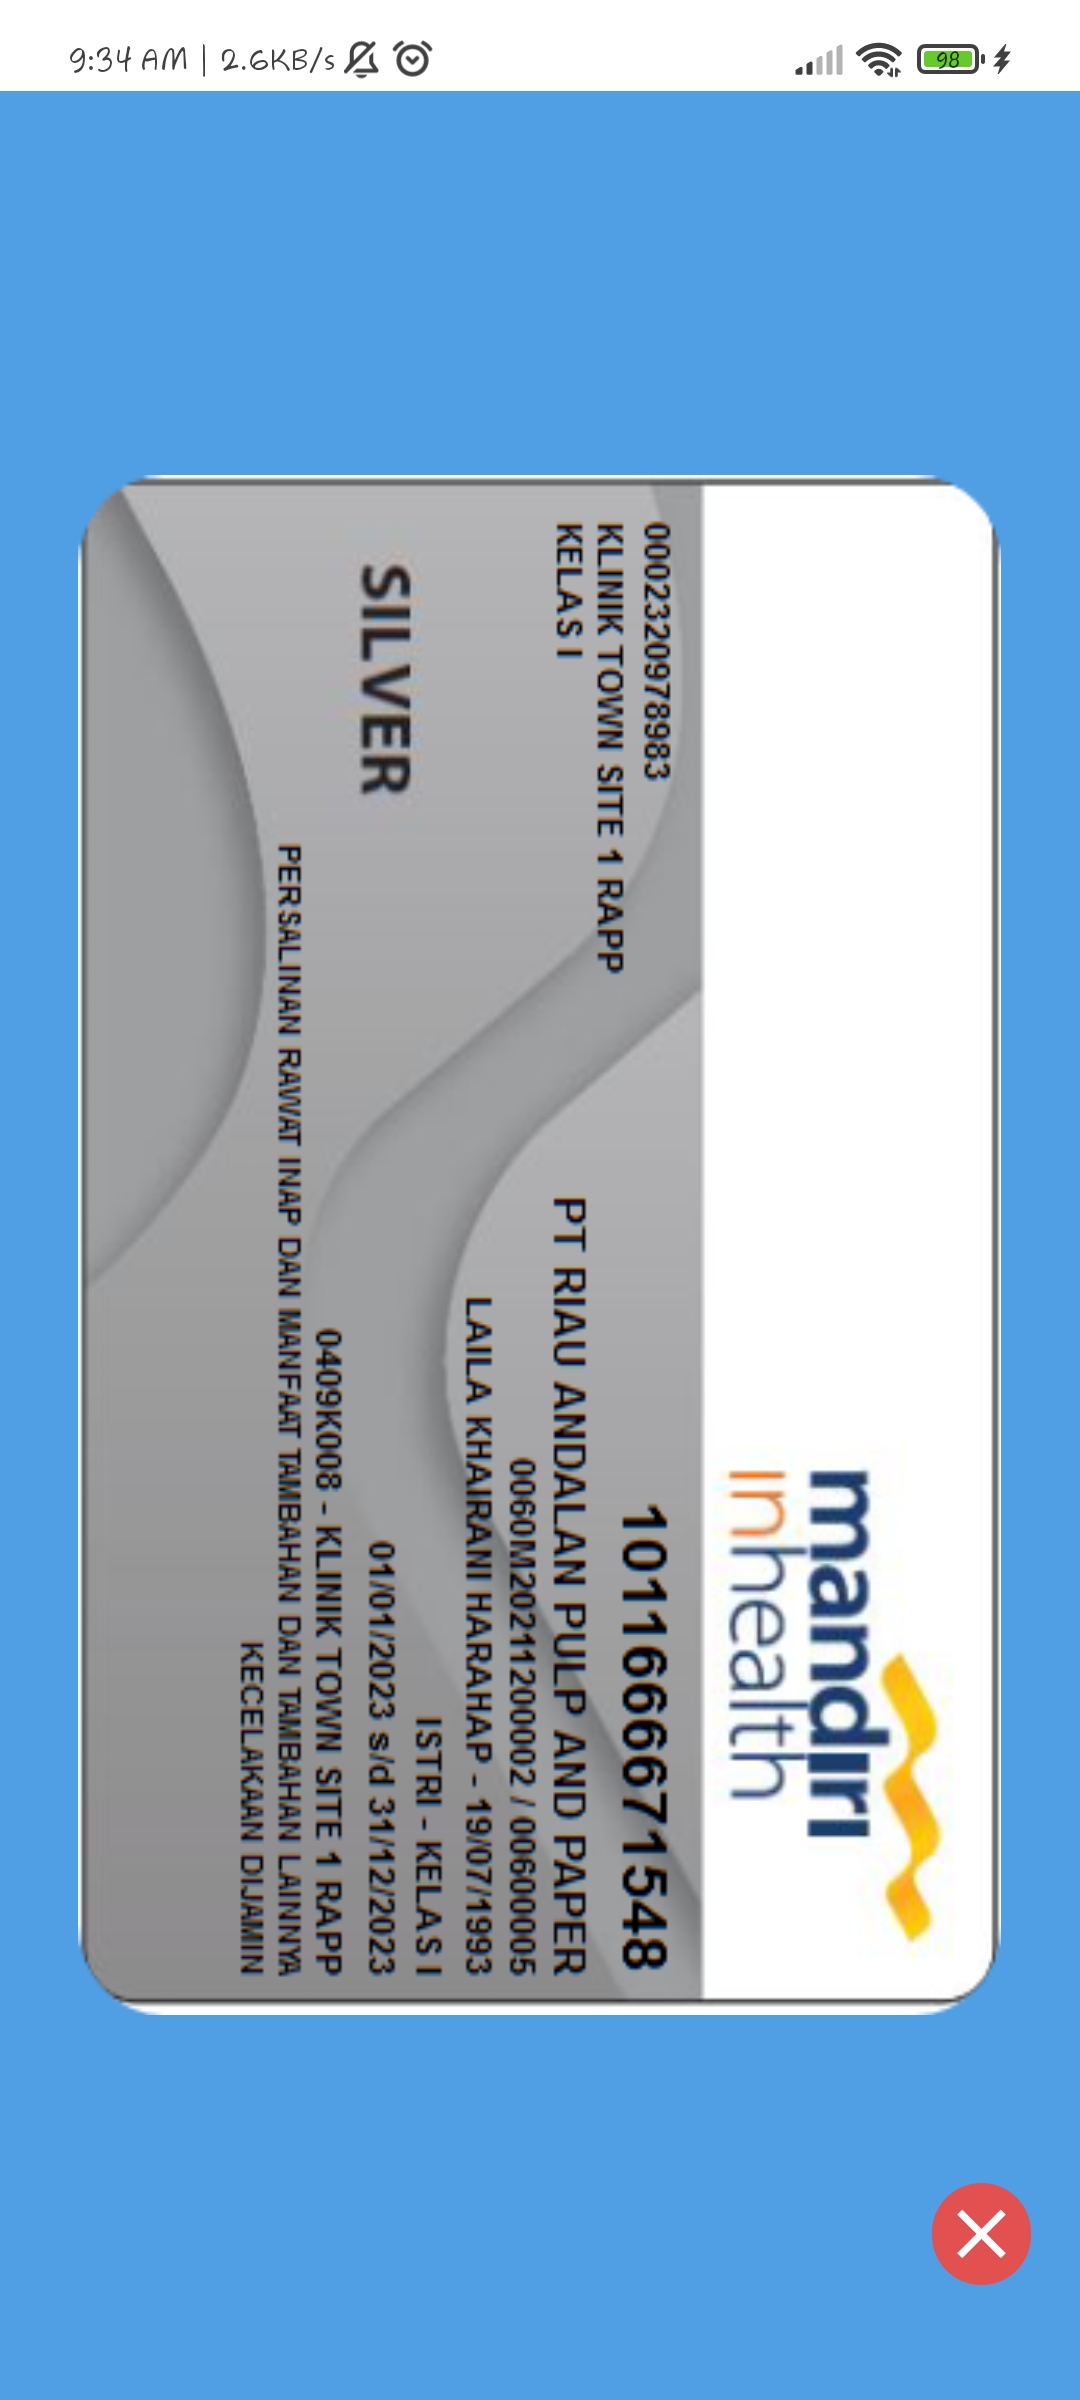 9:34 AM | 2.6KB/s
98
mandiri
inhealth
1011666671548
0002320978983
KLINIK TOWN SITE 1 RAPP
KELAS I
PT RIAU ANDALAN PULP AND PAPER
0060M2021120002 / 00600005
LAILA KHAIRANI HARAHAP - 19/07/1993
ISTRI - KELAS I
SILVER
01/01/2023 s/d 31/12/2023
0409K008 - KLINIK TOWN SITE 1 RAPP
PERSALINAN RAWAT INAP DAN MANFAAT TAMBAHAN DAN TAMBAHAN LAINNYA
KECELAKAAN DIJAMIN